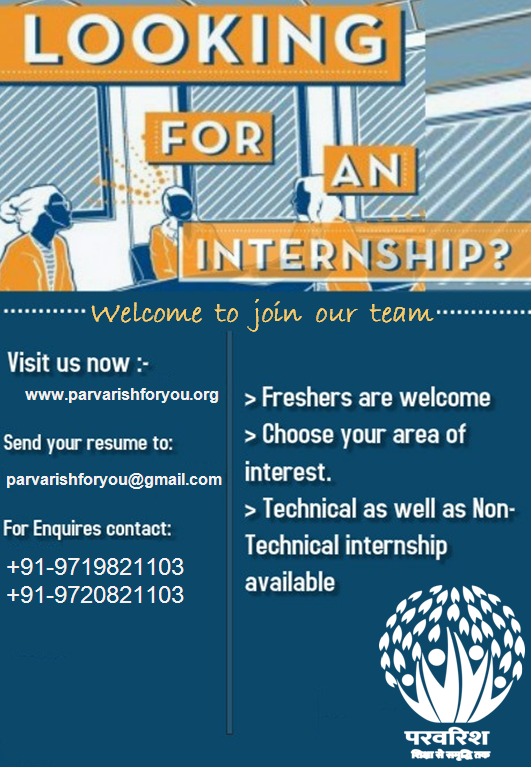 LOOKING
FOR
AN
INTERNSHIP?
Welcome to join our team
Visit us now :-
www.parvarishforyou.org
Send your resume to:
parvarishforyou@gmail.com
For Enquires contact:
+91-9719821103
+91-9720821103
> Freshers are welcome
> Choose your area of
interest.
> Technical as well as Non-
Technical internship
available
परवरिश
शिक्षा से समृद्धि तक